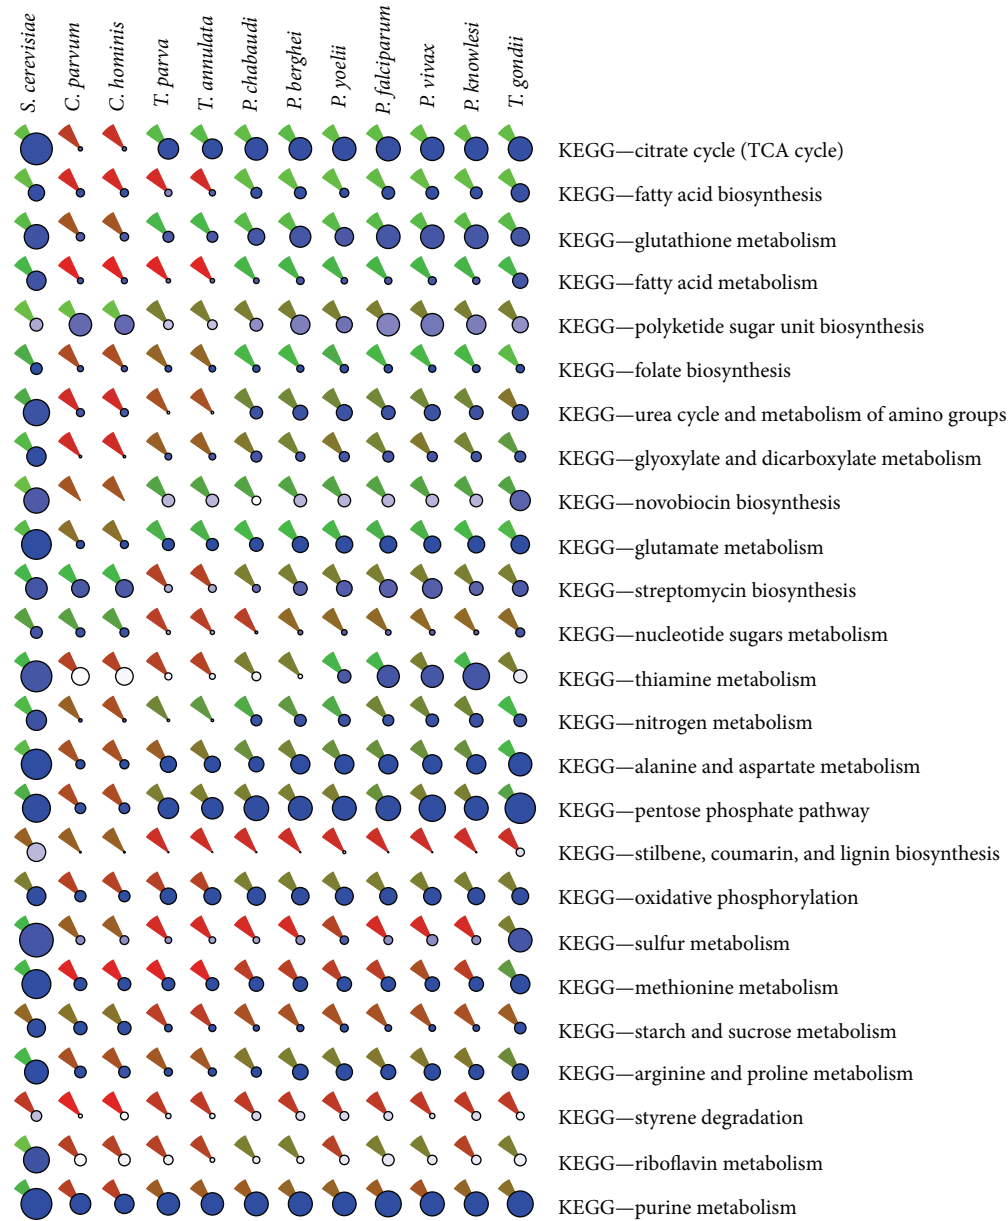 S. cerevisiae
C. parvum
C. hominis
T. parva
T. annulata
P. chabaudi
P. berghei
P. yoelii
P. falciparum
P. vivax
P. knowlesi
T. gondii
KEGG—citrate cycle (TCA cycle)
KEGG—fatty acid biosynthesis
KEGG—glutathione metabolism
KEGG—fatty acid metabolism
KEGG—polyketide sugar unit biosynthesis
KEGG—folate biosynthesis
KEGG—urea cycle and metabolism of amino groups
KEGG—glyoxylate and dicarboxylate metabolism
KEGG—novobiocin biosynthesis
KEGG—glutamate metabolism
KEGG—streptomycin biosynthesis
KEGG—nucleotide sugars metabolism
KEGG—thiamine metabolism
KEGG—nitrogen metabolism
KEGG—alanine and aspartate metabolism
KEGG—pentose phosphate pathway
KEGG—stilbene, coumarin, and lignin biosynthesis
KEGG—oxidative phosphorylation
KEGG—sulfur metabolism
KEGG—methionine metabolism
KEGG—starch and sucrose metabolism
KEGG—arginine and proline metabolism
KEGG—styrene degradation
KEGG—riboflavin metabolism
KEGG—purine metabolism